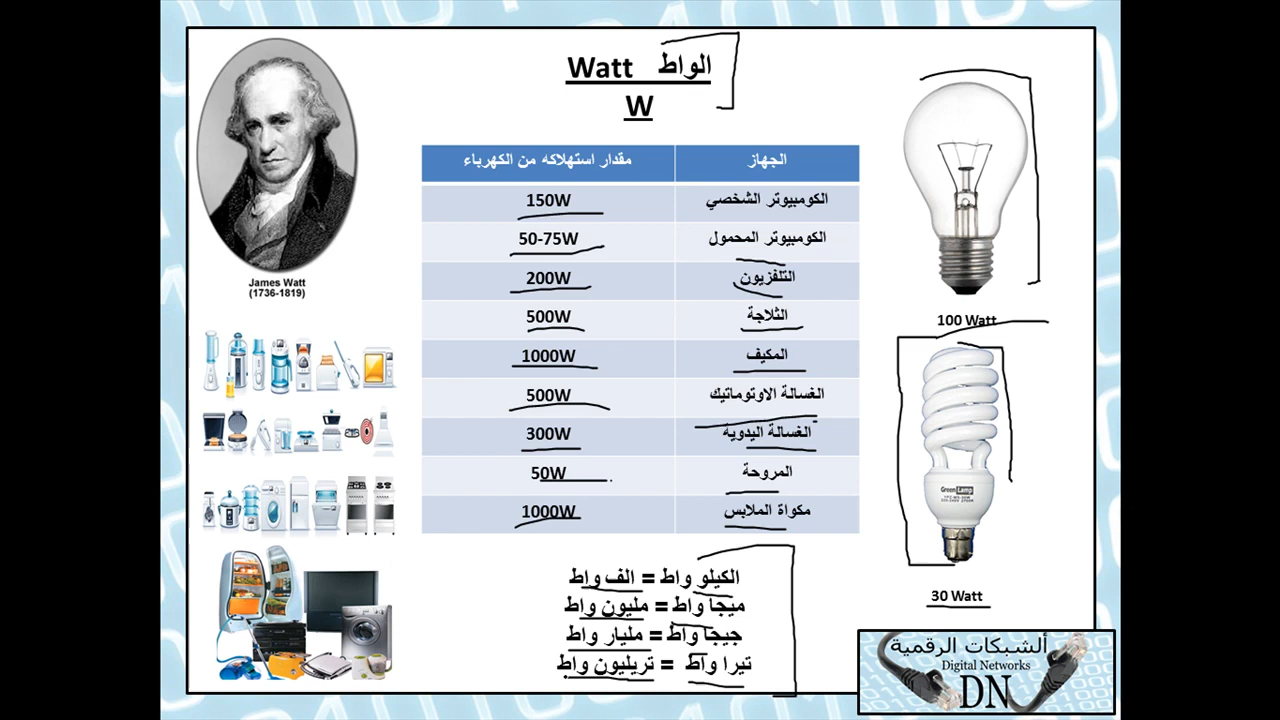 الواط Watt
W
James Watt
(1736-1819)
الجهاز مقدار استهلاكه من الكهرباء
الكومبيوتر الشخصي 150W
الكومبيوتر المحمول 50-75W
التلفزيون 200W
الثلاجة 500W
المكيف 1000W
الغسالة الاوتوماتيك 500W
الغسالة اليدوية 300W
المروحة 50W
مكواة الملابس 1000W
الكيلو واط = الف واط
ميجا واط = مليون واط
جيجا واط = مليار واط
تيرا واط = تريليون واط
100 Watt
Green Lamp
30 Watt
ألشبكات الرقمية
Digital Networks
DN